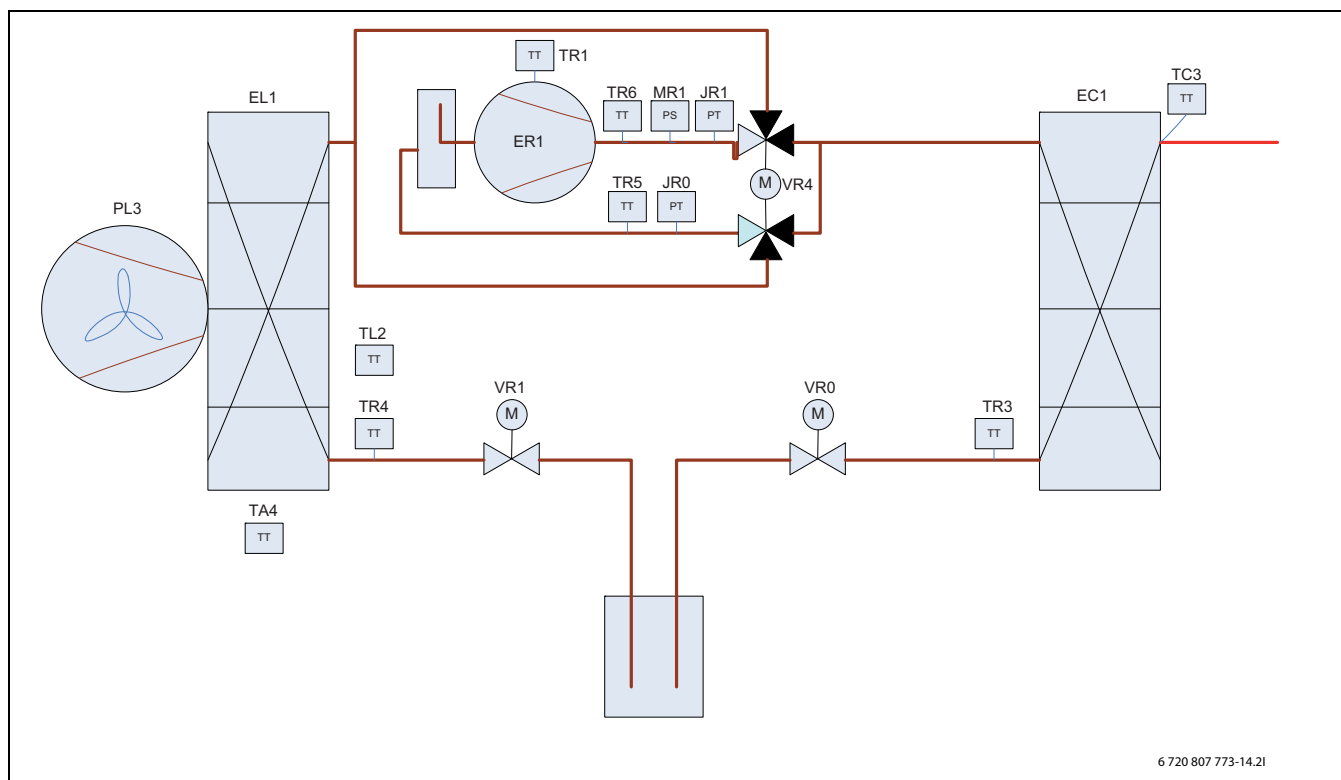 TT TR1
EL1
TR6 MR1 JR1
TT PS PT
ER1
TC3
TT
EC1
TR5 JR0
TT PT
M VR4
PL3
TL2
TT
VR1
M
VR0
M
TR4
TT
TR3
TT
TA4
TT
6 720 807 773-14.2I